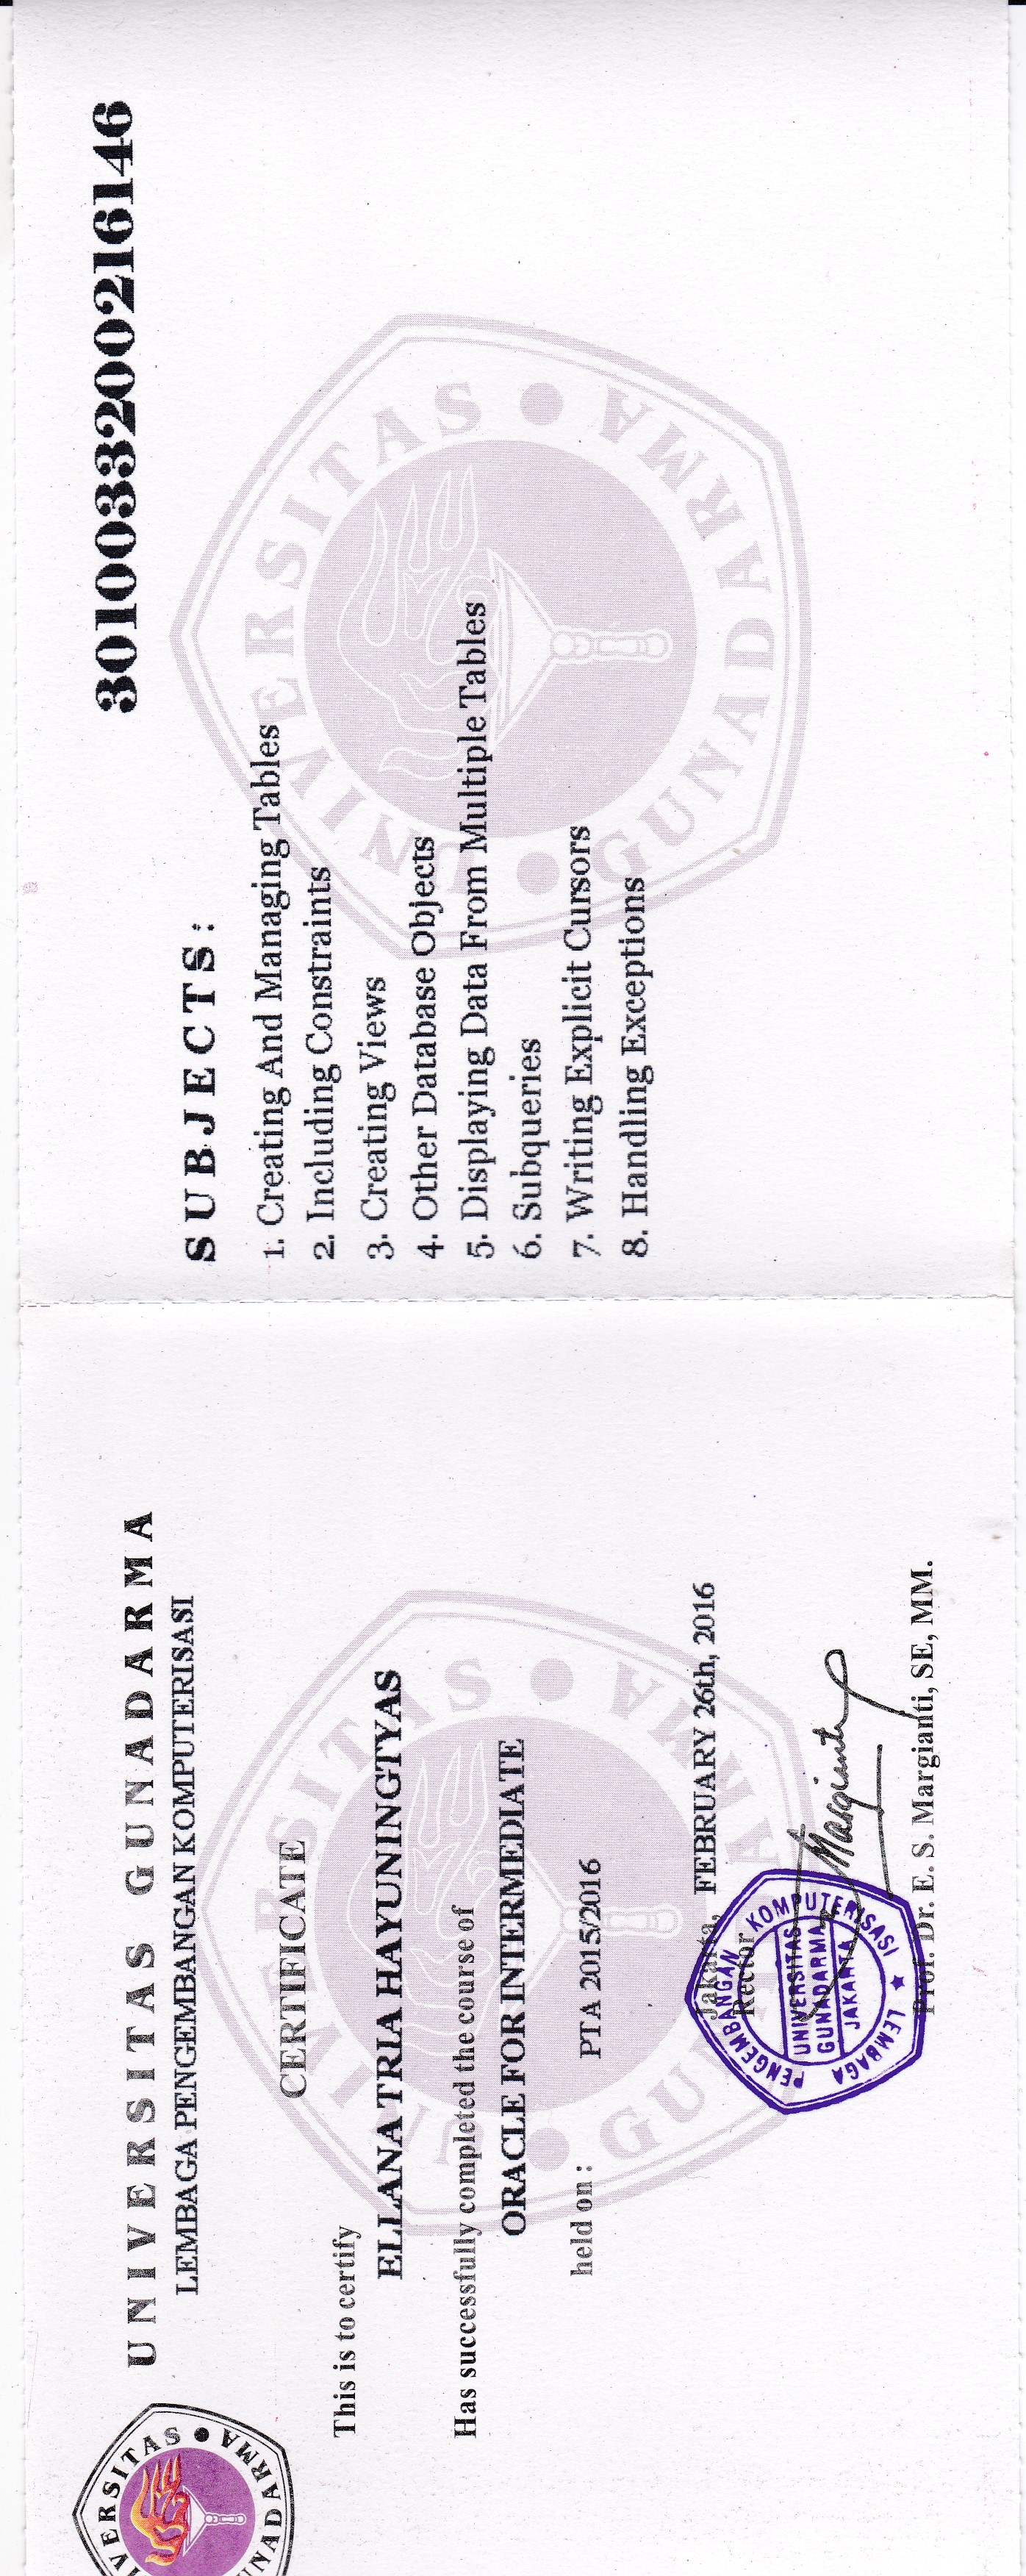 UNIVERSITAS GUNADARMA
LEMBAGA PENGEMBANGAN KOMPUTERISASI
CERTIFICATE
This is to certify
ELLANA TRIA HAYUNINGTYAS
Has successfully completed the course of
ORACLE FOR INTERMEDIATE
held on : PTA 2015/2016
Jakarta, FEBRUARY 26th, 2016
Rector
PENGEMBANGAN KOMPUTERISASI
LEMBAGA
UNIVERSITAS
GUNADARMA
JAKARTA
Margianti
Prof. Dr. E. S. Margianti, SE, MM.
3010033200216146
SUBJECTS:
1. Creating And Managing Tables
2. Including Constraints
3. Creating Views
4. Other Database Objects
5. Displaying Data From Multiple Tables
6. Subqueries
7. Writing Explicit Cursors
8. Handling Exceptions
UNIVERSITAS GUNADARMA